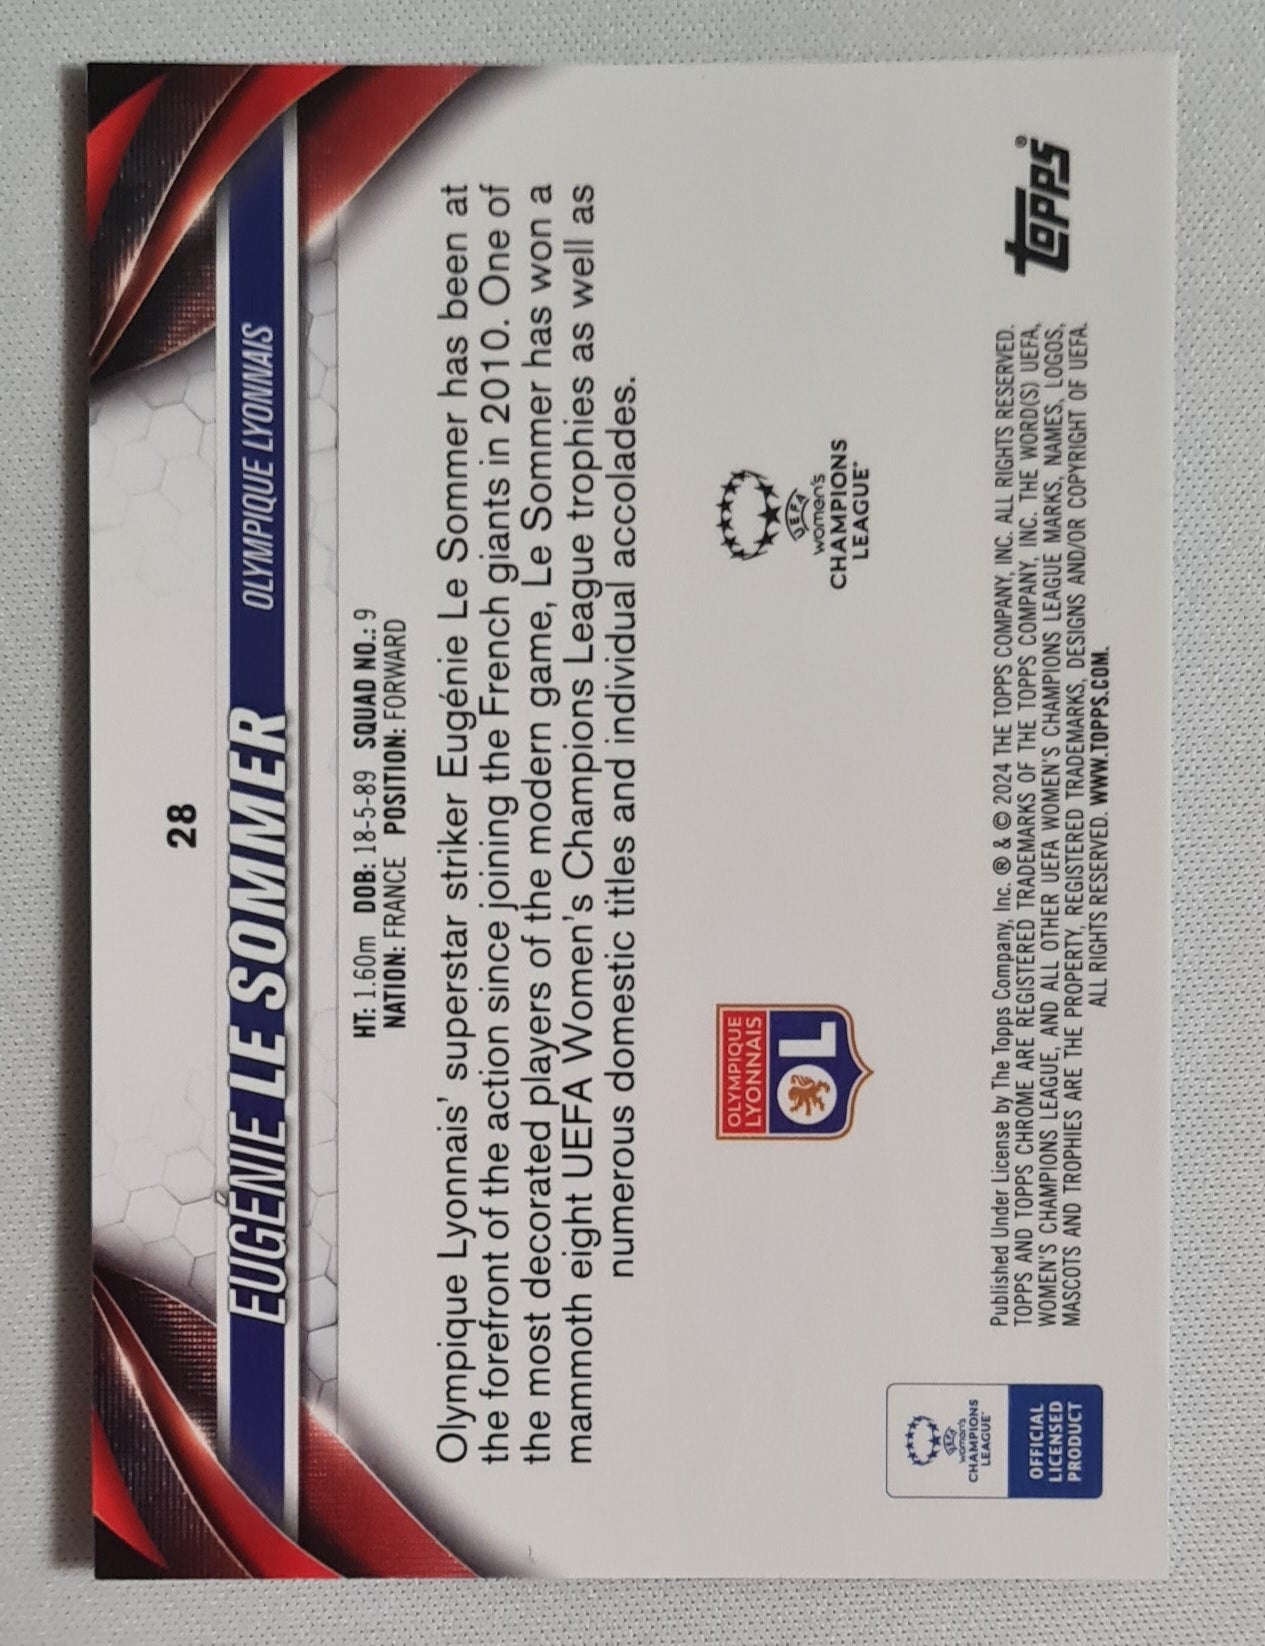 28
EUGÉNIE LE SOMMER OLYMPIQUE LYONNAIS
HT: 1.60m DOB: 18-5-89 SQUAD NO.: 9
NATION: FRANCE POSITION: FORWARD
Olympique Lyonnais' superstar striker Eugénie Le Sommer has been at
the forefront of the action since joining the French giants in 2010. One of
the most decorated players of the modern game, Le Sommer has won a
mammoth eight UEFA Women's Champions League trophies as well as
numerous domestic titles and individual accolades.
OLYMPIQUE
LYONNAIS
OL
UEFA
women's
CHAMPIONS
LEAGUE™
UEFA
women's
CHAMPIONS
LEAGUE™
OFFICIAL
LICENSED
PRODUCT
Published Under License by The Topps Company, Inc. ® & © 2024 THE TOPPS COMPANY, INC. ALL RIGHTS RESERVED.
TOPPS AND TOPPS CHROME ARE REGISTERED TRADEMARKS OF THE TOPPS COMPANY, INC. THE WORD(S) UEFA,
WOMEN'S CHAMPIONS LEAGUE, AND ALL OTHER UEFA WOMEN'S CHAMPIONS LEAGUE MARKS, NAMES, LOGOS,
MASCOTS AND TROPHIES ARE THE PROPERTY, REGISTERED TRADEMARKS, DESIGNS AND/OR COPYRIGHT OF UEFA.
ALL RIGHTS RESERVED. WWW.TOPPS.COM.
topps®